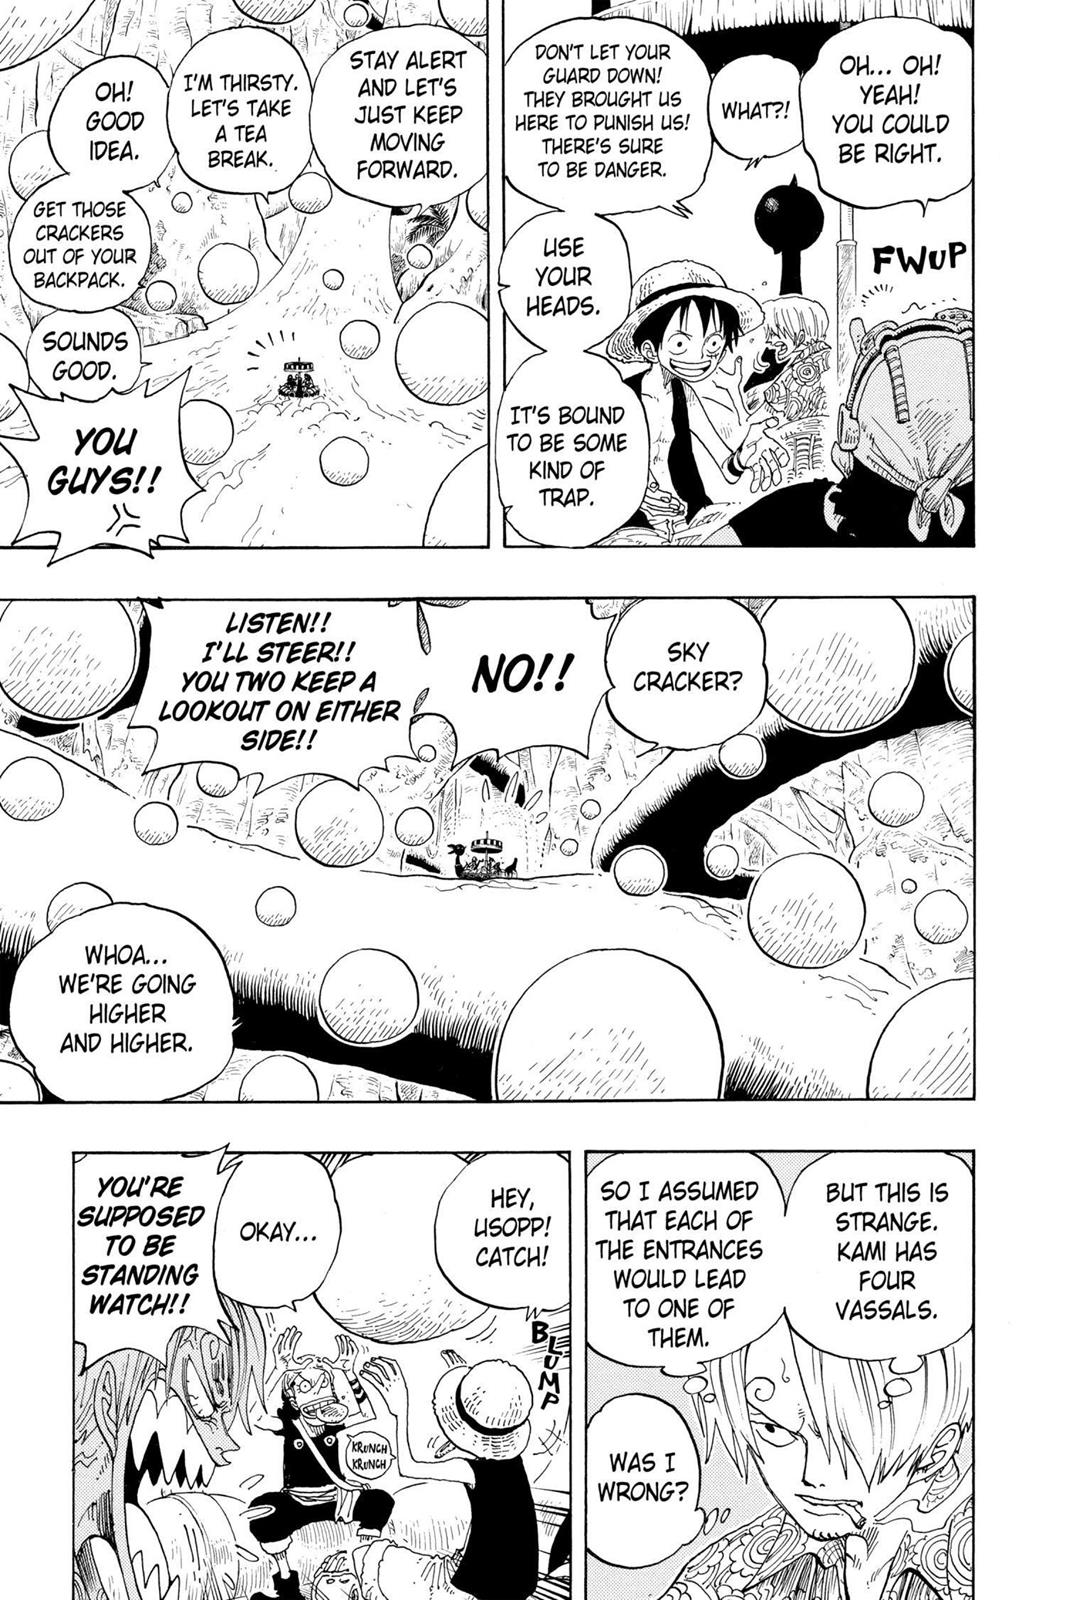 OH... OH!
YEAH!
YOU COULD
BE RIGHT.
WHAT?!
DON'T LET YOUR
GUARD DOWN!
THEY BROUGHT US
HERE TO PUNISH US!
THERE'S SURE
TO BE DANGER.
FWUP
USE
YOUR
HEADS.
IT'S BOUND
TO BE SOME
KIND OF
TRAP.
STAY ALERT
AND LET'S
JUST KEEP
MOVING
FORWARD.
I'M THIRSTY.
LET'S TAKE
A TEA
BREAK.
OH!
GOOD
IDEA.
GET THOSE
CRACKERS
OUT OF YOUR
BACKPACK.
SOUNDS
GOOD.
YOU
GUYS!!
SKY
CRACKER?
NO!!
LISTEN!!
I'LL STEER!!
YOU TWO KEEP A
LOOKOUT ON EITHER
SIDE!!
WHOA...
WE'RE GOING
HIGHER
AND HIGHER.
BUT THIS IS
STRANGE.
KAMI HAS
FOUR
VASSALS.
SO I ASSUMED
THAT EACH OF
THE ENTRANCES
WOULD LEAD
TO ONE OF
THEM.
WAS I
WRONG?
HEY,
USOPP!
CATCH!
BLUMP
OKAY...
KRUNCH
KRUNCH
YOU'RE
SUPPOSED
TO BE
STANDING
WATCH!!